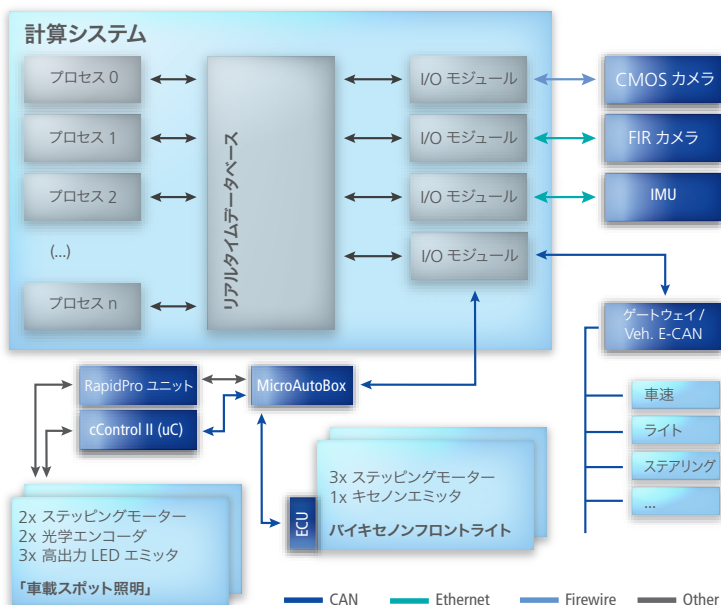 計算システム
プロセス 0
プロセス 1
プロセス 2
(...)
プロセス n
リアルタイムデータベース
I/O モジュール
I/O モジュール
I/O モジュール
I/O モジュール
CMOS カメラ
FIR カメラ
IMU
ゲートウェイ /
Veh. E-CAN
車速
ライト
ステアリング
...
RapidPro ユニット
cControl II (uC)
MicroAutoBox
2x ステッピングモーター
2x 光学エンコーダ
3x 高出力 LED エミッタ
「車載スポット照明」
ECU
3x ステッピングモーター
1x キセノンエミッタ
バイキセノンフロントライト
CAN
Ethernet
Firewire
Other